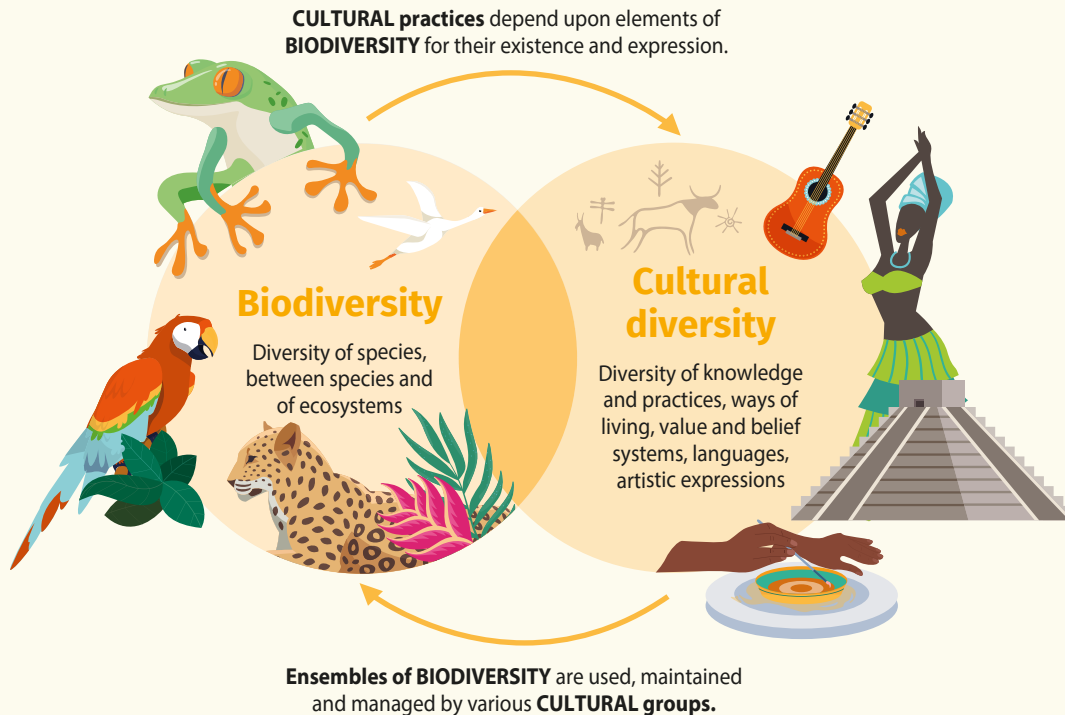 CULTURAL practices depend upon elements of
BIODIVERSITY for their existence and expression.
Biodiversity
Diversity of species,
between species and
of ecosystems
Cultural
diversity
Diversity of knowledge
and practices, ways of
living, value and belief
systems, languages,
artistic expressions
Ensembles of BIODIVERSITY are used, maintained
and managed by various CULTURAL groups.